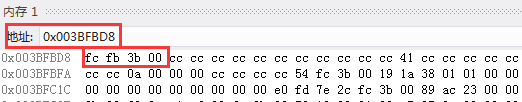 内存 1
地址: 0x003BFBD8
0x003BFBD8 fc fb 3b 00 cc cc cc cc cc cc cc cc cc cc cc cc 41 cc cc cc cc cc
0x003BFBFA cc cc 0a 00 00 00 cc cc cc cc cc cc 54 fc 3b 00 19 1a 38 01 01 00
0x003BFC1C 00 00 00 00 00 00 00 00 00 e0 fd 7e 2c fc 3b 00 00 89 ac 23 00 00